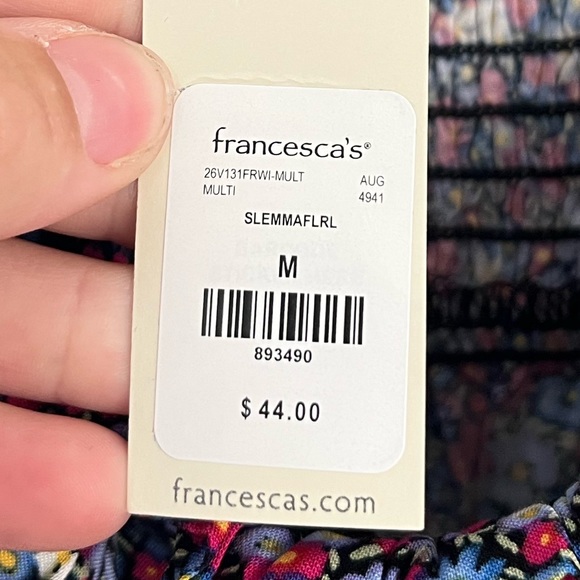 francesca's®
26V131FRWI-MULT AUG
MULTI 4941
SLEMMAFLRL
M
893490
$ 44.00
francescas.com